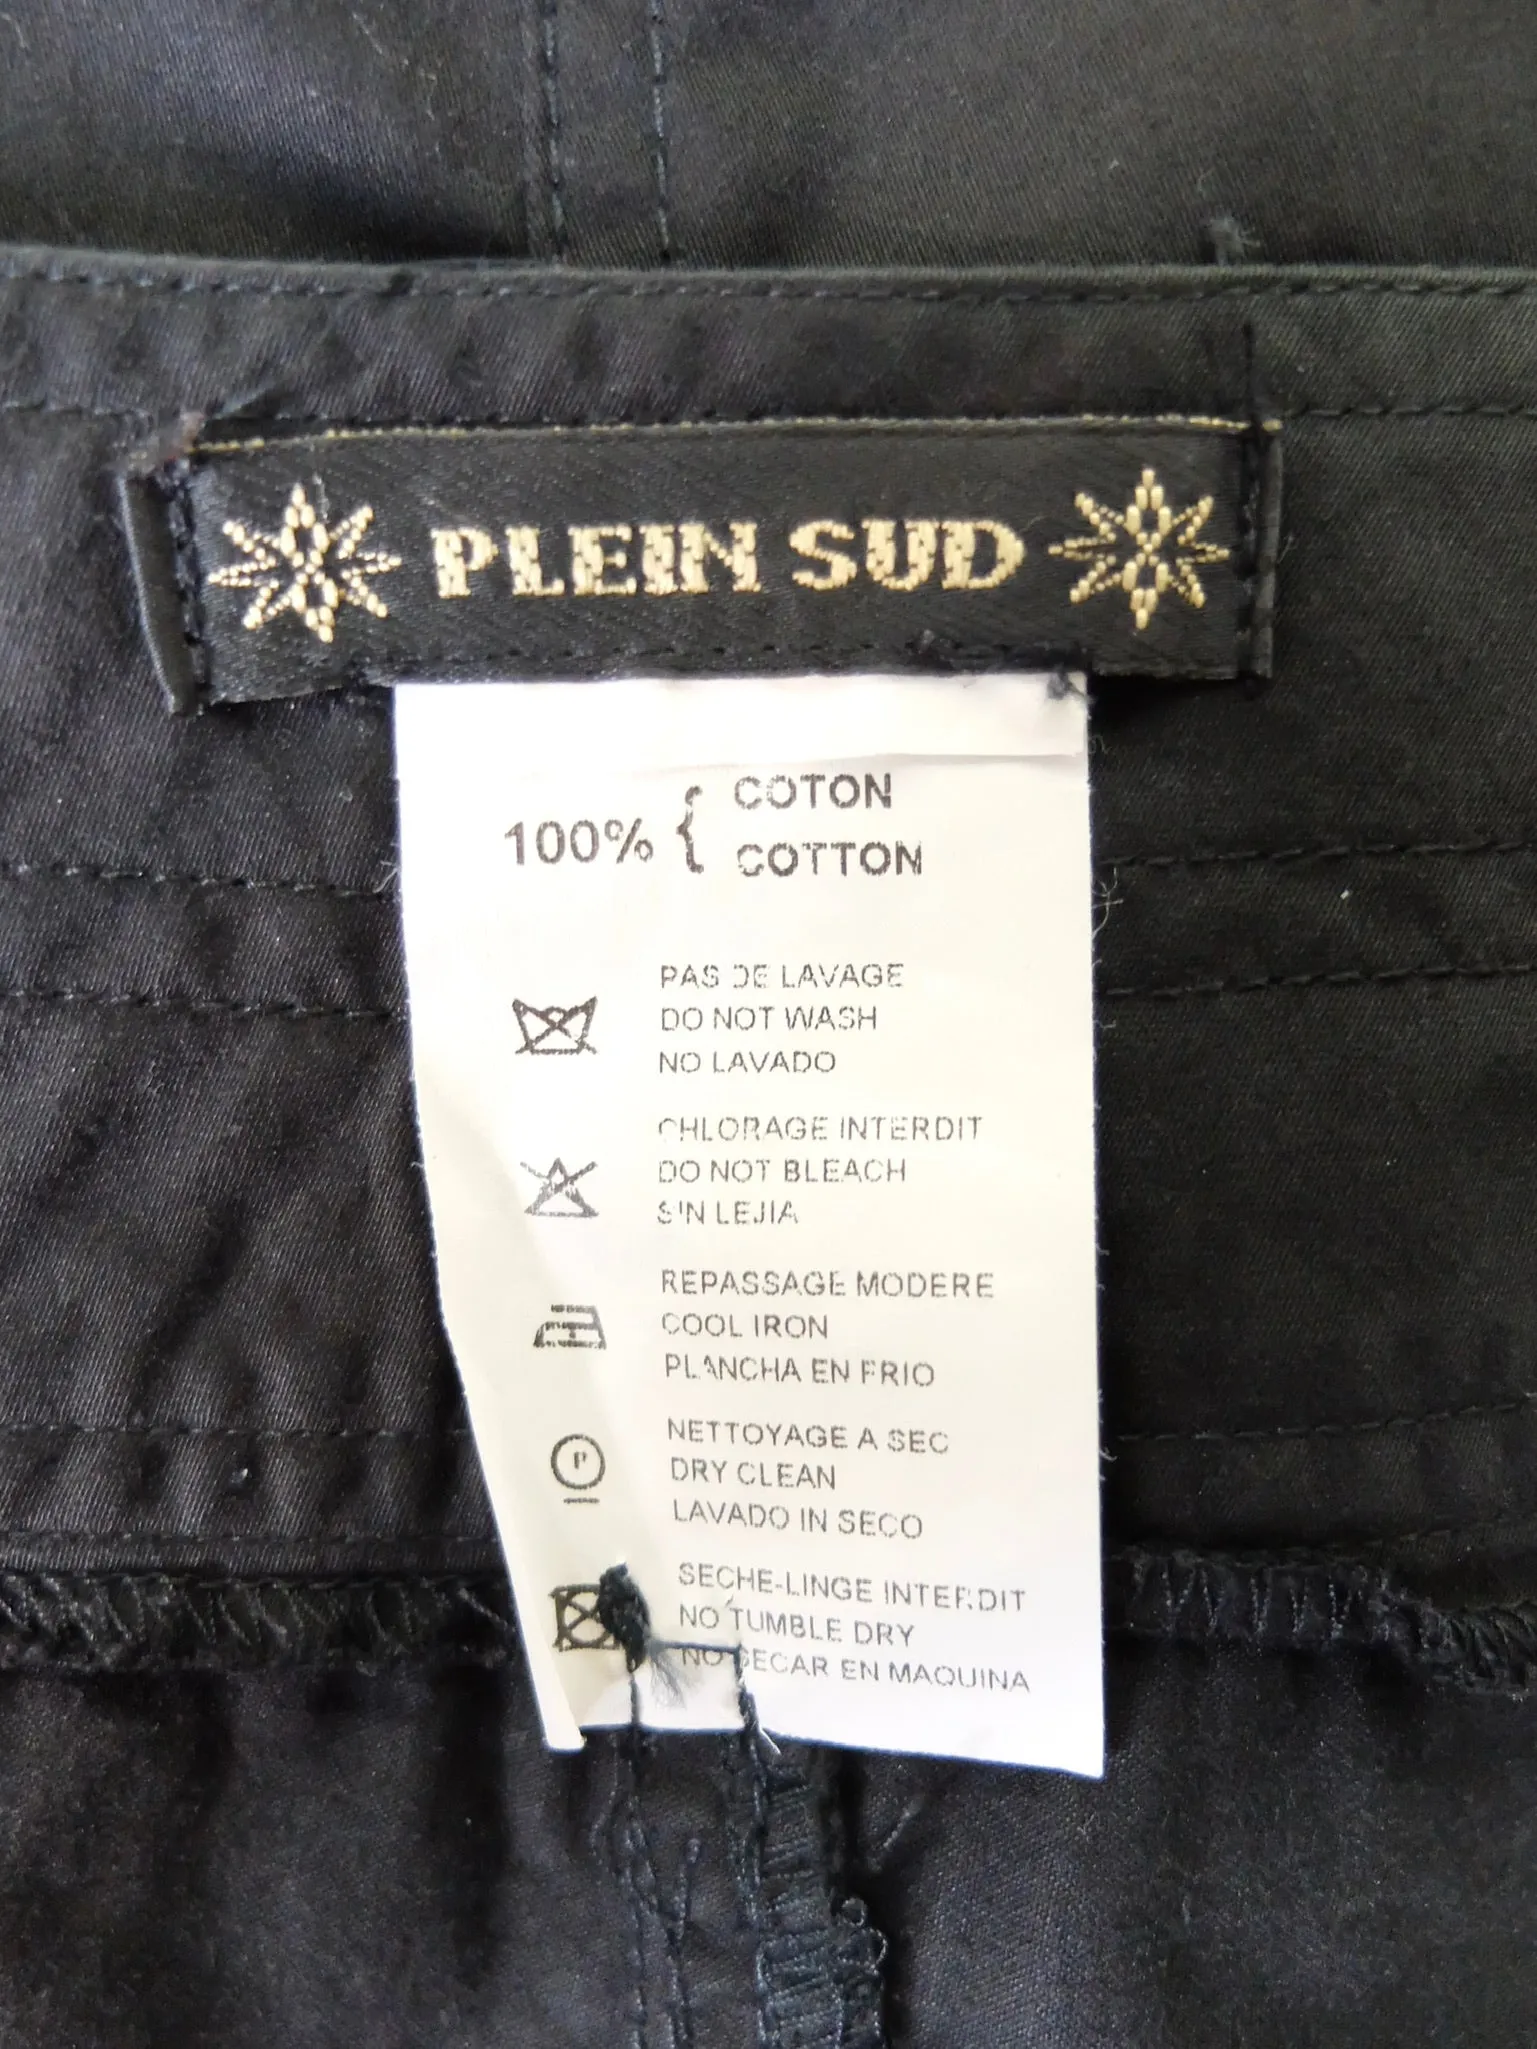 PLEIN SUD
100% { COTON
COTTON
PAS DE LAVAGE
DO NOT WASH
NO LAVADO
CHLORAGE INTERDIT
DO NOT BLEACH
SIN LEJIA
REPASSAGE MODERE
COOL IRON
PLANCHA EN FRIO
P
NETTOYAGE A SEC
DRY CLEAN
LAVADO IN SECO
SECHE-LINGE INTERDIT
NO TUMBLE DRY
NO SECAR EN MAQUINA